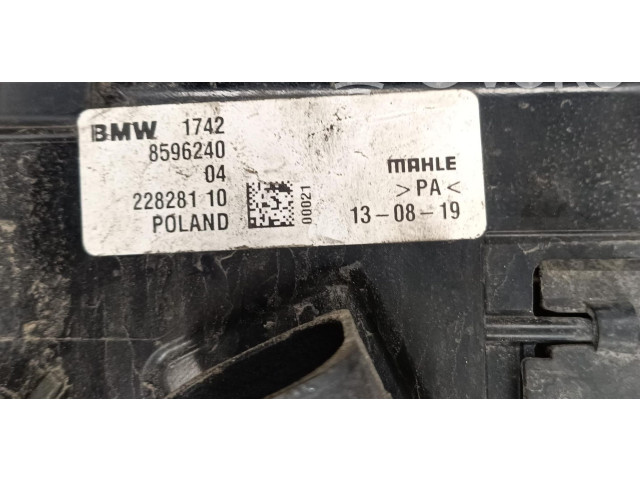 BMW 1742
8596240
04
228281 10
POLAND
00021
MAHLE
>PA<
13-08-19